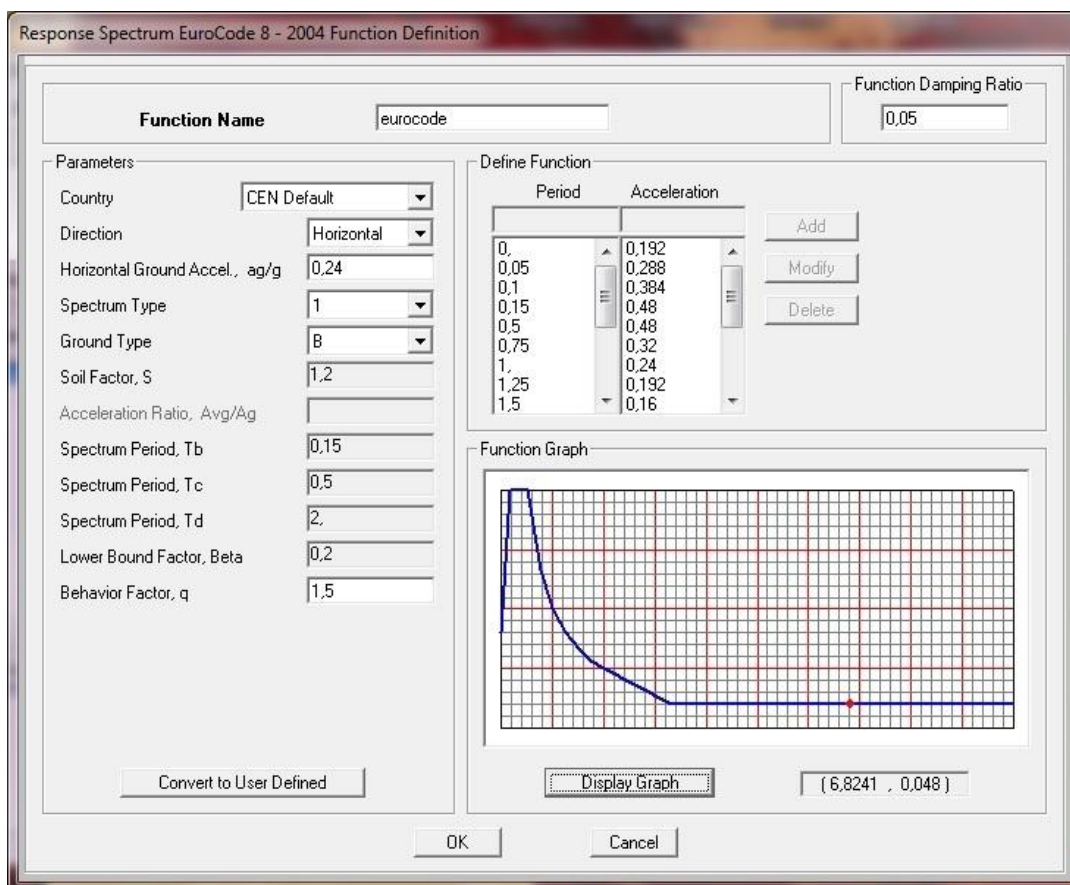 Response Spectrum EuroCode 8 - 2004 Function Definition
Function Damping Ratio
Function Name
eurocode
0,05
Parameters
Country
CEN Default
Direction
Horizontal
Horizontal Ground Accel., ag/g
0,24
Spectrum Type
1
Ground Type
B
Soil Factor, S
1,2
Acceleration Ratio, Avg/Ag
Spectrum Period, Tb
0,15
Spectrum Period, Tc
0,5
Spectrum Period, Td
2,
Lower Bound Factor, Beta
0,2
Behavior Factor, q
1,5
Convert to User Defined
Define Function
Period Acceleration
0, 0,192
0,05 0,288
0,1 0,384
0,15 0,48
0,5 0,48
0,75 0,32
1, 0,24
1,25 0,192
1,5 0,16
Add
Modify
Delete
Function Graph
Display Graph
(6,8241 , 0,048)
OK
Cancel